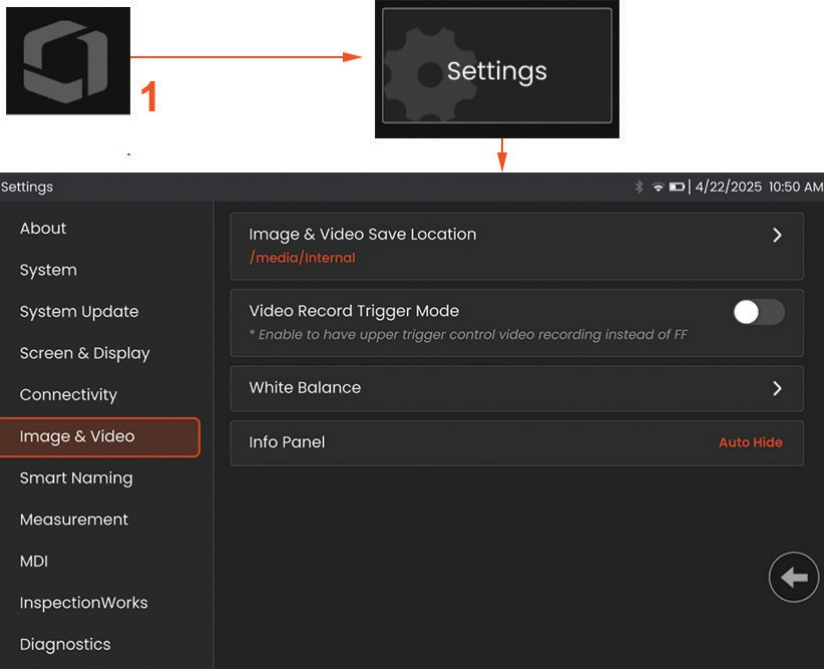 1
Settings
Settings
4/22/2025 10:50 AM
About
System
System Update
Screen & Display
Connectivity
Image & Video
Smart Naming
Measurement
MDI
InspectionWorks
Diagnostics
Image & Video Save Location
/media/Internal
Video Record Trigger Mode
* Enable to have upper trigger control video recording instead of FF
White Balance
Info Panel
Auto Hide